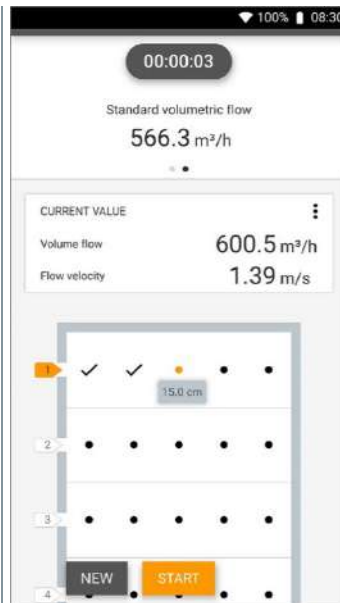 100% 08:30
00:00:03
Standard volumetric flow
566.3 m³/h
CURRENT VALUE
Volume flow 600.5 m³/h
Flow velocity 1.39 m/s
1
15.0 cm
2
3
NEW START
4